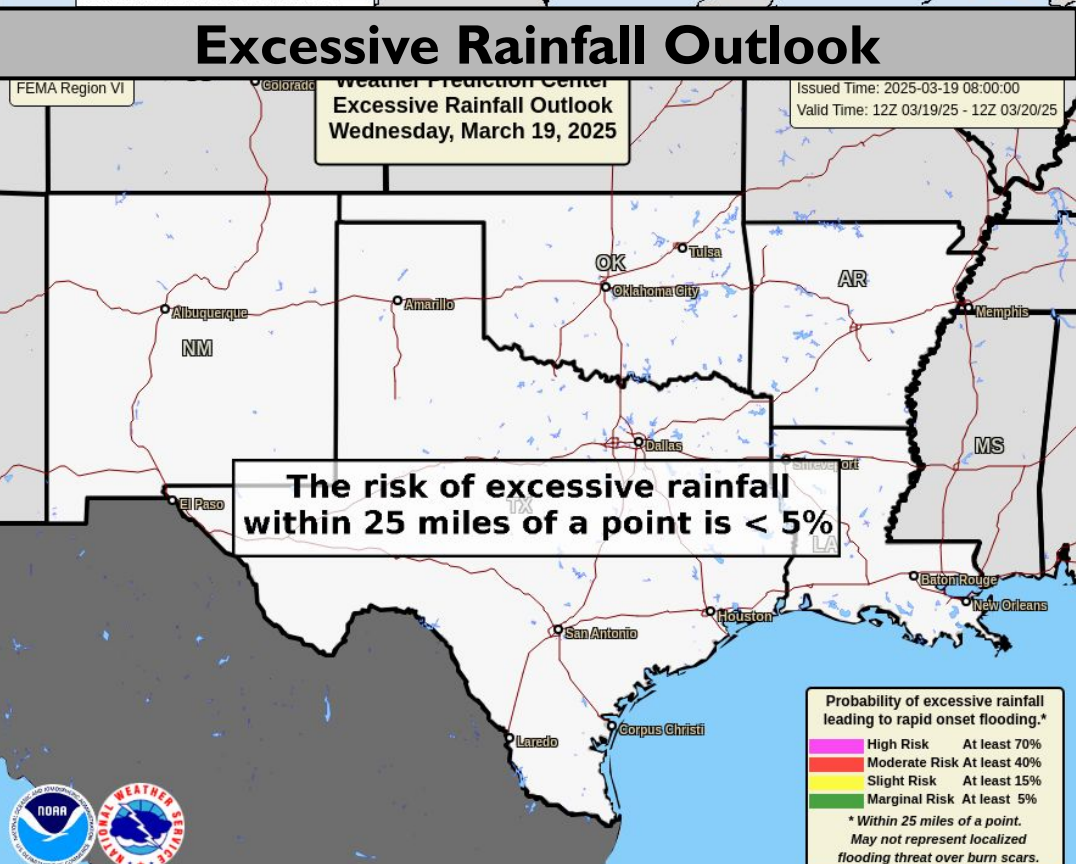 Excessive Rainfall Outlook
FEMA Region VI
Weather Prediction Center
Excessive Rainfall Outlook
Wednesday, March 19, 2025
Issued Time: 2025-03-19 08:00:00
Valid Time: 12Z 03/19/25 - 12Z 03/20/25
Colorado
Tulsa
OK
Oklahoma City
AR
Amarillo
Albuquerque
Memphis
NM
Dallas
MS
Shreveport
The risk of excessive rainfall
within 25 miles of a point is < 5%
El Paso
TX
LA
Baton Rouge
New Orleans
Houston
San Antonio
Corpus Christi
Laredo
Probability of excessive rainfall
leading to rapid onset flooding.*
High Risk At least 70%
Moderate Risk At least 40%
Slight Risk At least 15%
Marginal Risk At least 5%
* Within 25 miles of a point.
May not represent localized
flooding threat over burn scars.
NOAA
NATIONAL WEATHER SERVICE